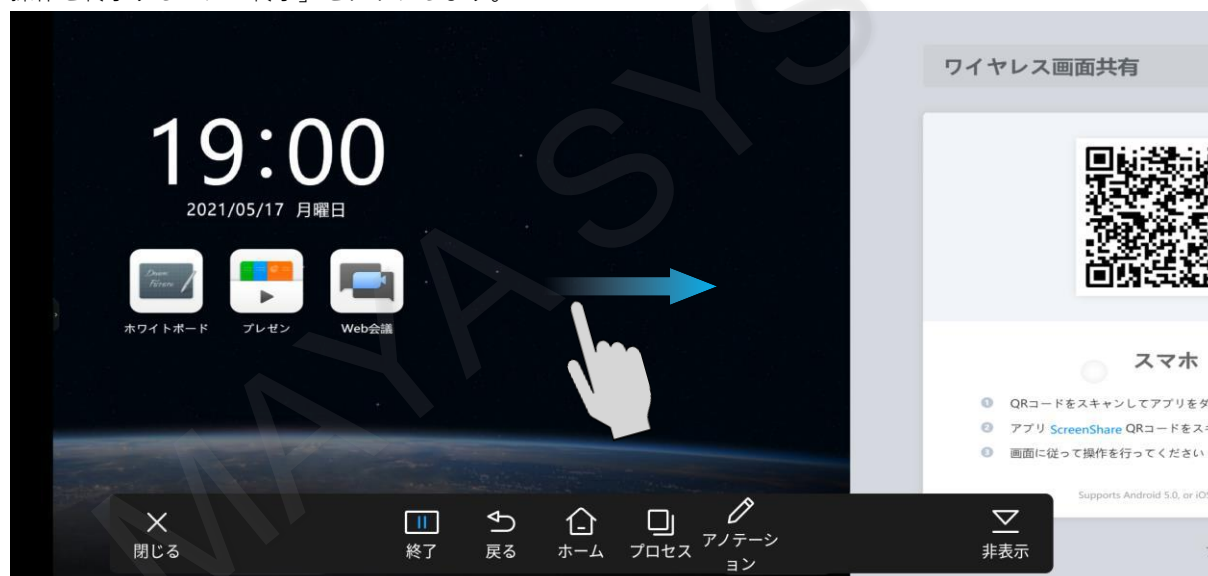 ワイヤレス画面共有
19:00
2021/05/17 月曜日
ホワイトボード
プレゼン
Web会議
スマホ
1 QRコードをスキャンしてアプリをダ
2 アプリ ScreenShare QRコードをス
3 画面に従って操作を行ってください
Supports Android 5.0, or iOS
閉じる
終了
戻る
ホーム
プロセス
アノテーシ
ョン
非表示
MAYA SYS